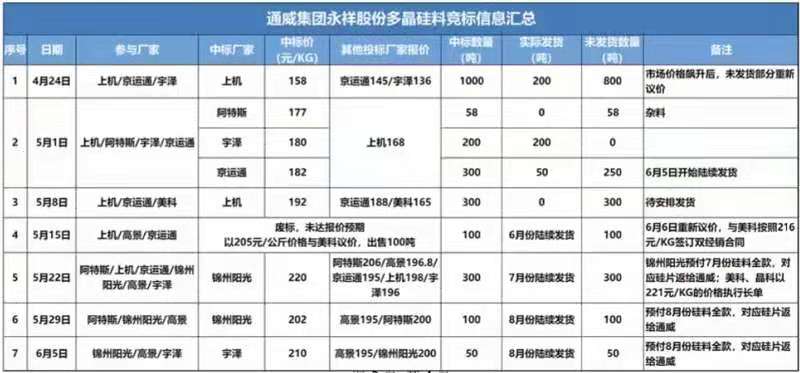 通威集团永祥股份多晶硅料竞标信息汇总
序号 日期 参与厂家 中标厂家 中标价 其他投标厂家报价 中标数量 实际发货 未发货数量 备注
(元/KG) (吨) (吨) (吨)
1 4月24日 上机/京运通/宇泽 上机 158 京运通145/宇泽136 1000 200 800 市场价格飙升后，未发货部分重新
议价
2 5月1日 上机/阿特斯/宇泽/京运通 阿特斯 177 上机168 58 0 58 杂料
宇泽 180 200 200 0
京运通 182 300 50 250 6月5日开始陆续发货
3 5月8日 上机/京运通/美科 上机 192 京运通188/美科165 300 0 300 待安排发货
4 5月15日 上机/高景/京运通 废标，未达报价预期 100 6月份陆续发货 100 6月6日重新议价，与美科按照216
以205元/公斤价格与美科议价，出售100吨 元/KG签订双经销合同
5 5月22日 阿特斯/上机/京运通/锦州 锦州阳光 220 阿特斯206/高景196.8/ 300 7月份陆续发货 300 锦州阳光预付7月份硅料全款，对
阳光/高景/宇泽 京运通195/上机198/宇 应硅片返给通威；美科、晶科以
泽196 221元/KG的价格执行长单
6 5月29日 阿特斯/锦州阳光/高景 锦州阳光 202 高景195/阿特斯200 100 8月份陆续发货 100 预付8月份硅料全款，对应硅片返
给通威
7 6月5日 锦州阳光/高景/宇泽 宇泽 210 高景195/锦州阳光200 50 8月份陆续发货 50 预付8月份硅料全款，对应硅片返
给通威